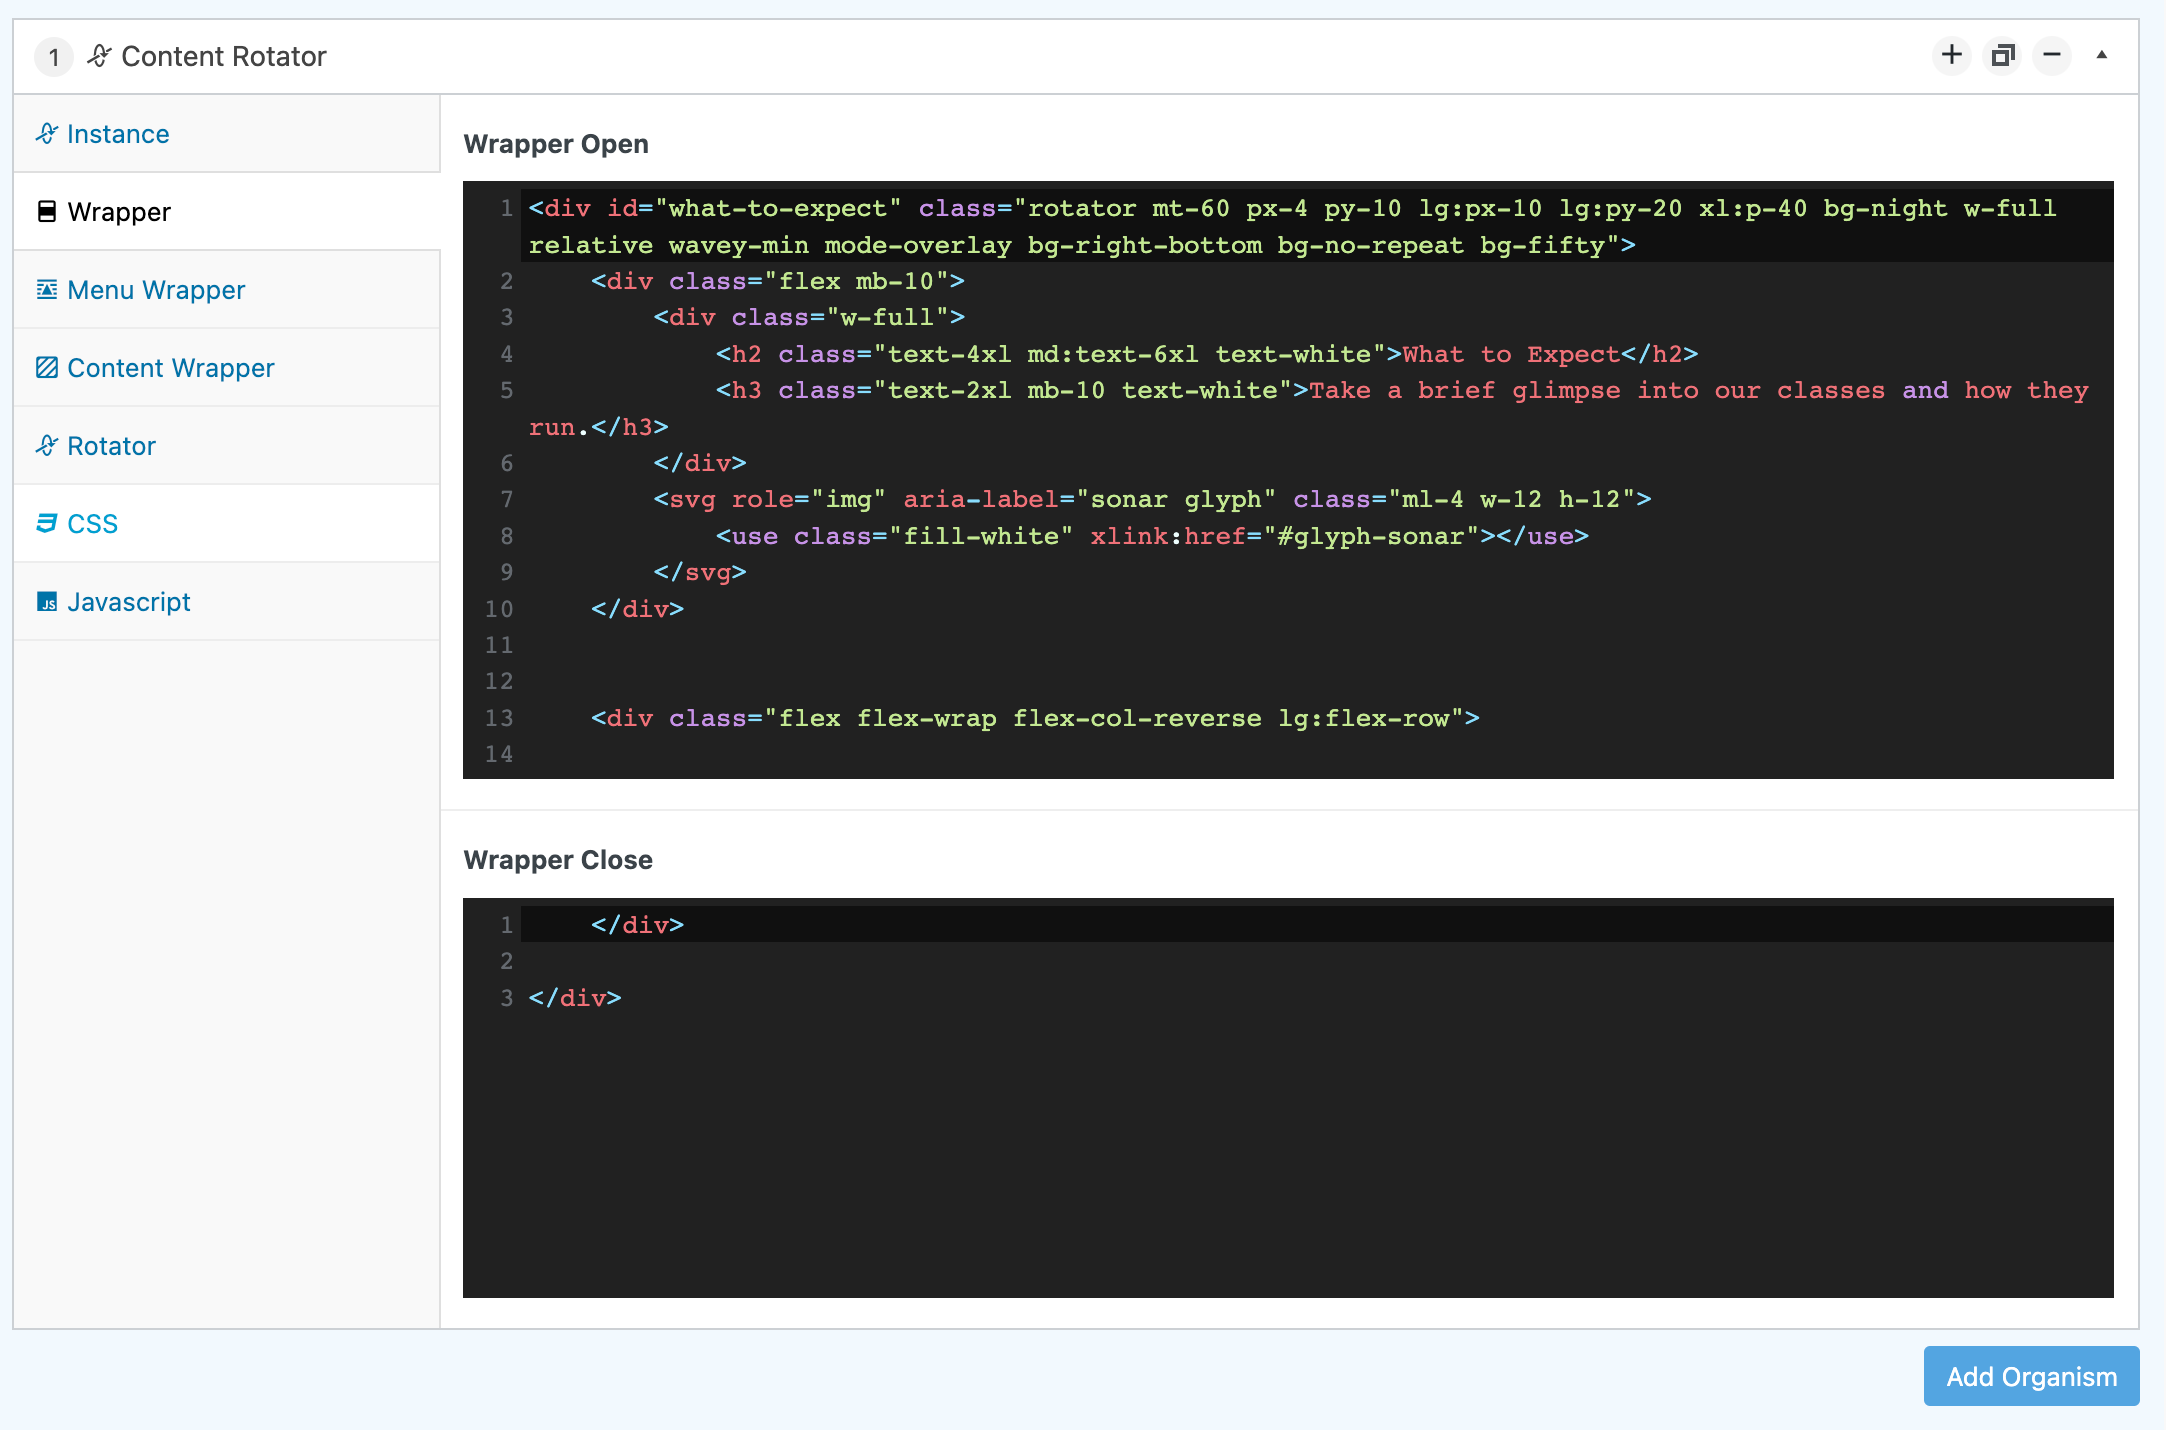 1 Content Rotator
Instance
Wrapper
Menu Wrapper
Content Wrapper
Rotator
CSS
JS Javascript
Wrapper Open
1 <div id="what-to-expect" class="rotator mt-60 px-4 py-10 lg:px-10 lg:py-20 xl:p-40 bg-night w-full
relative wavey-min mode-overlay bg-right-bottom bg-no-repeat bg-fifty">
2 <div class="flex mb-10">
3 <div class="w-full">
4 <h2 class="text-4xl md:text-6xl text-white">What to Expect</h2>
5 <h3 class="text-2xl mb-10 text-white">Take a brief glimpse into our classes and how they
run.</h3>
6 </div>
7 <svg role="img" aria-label="sonar glyph" class="ml-4 w-12 h-12">
8 <use class="fill-white" xlink:href="#glyph-sonar"></use>
9 </svg>
10 </div>
11
12
13 <div class="flex flex-wrap flex-col-reverse lg:flex-row">
14
Wrapper Close
1 </div>
2
3 </div>
Add Organism